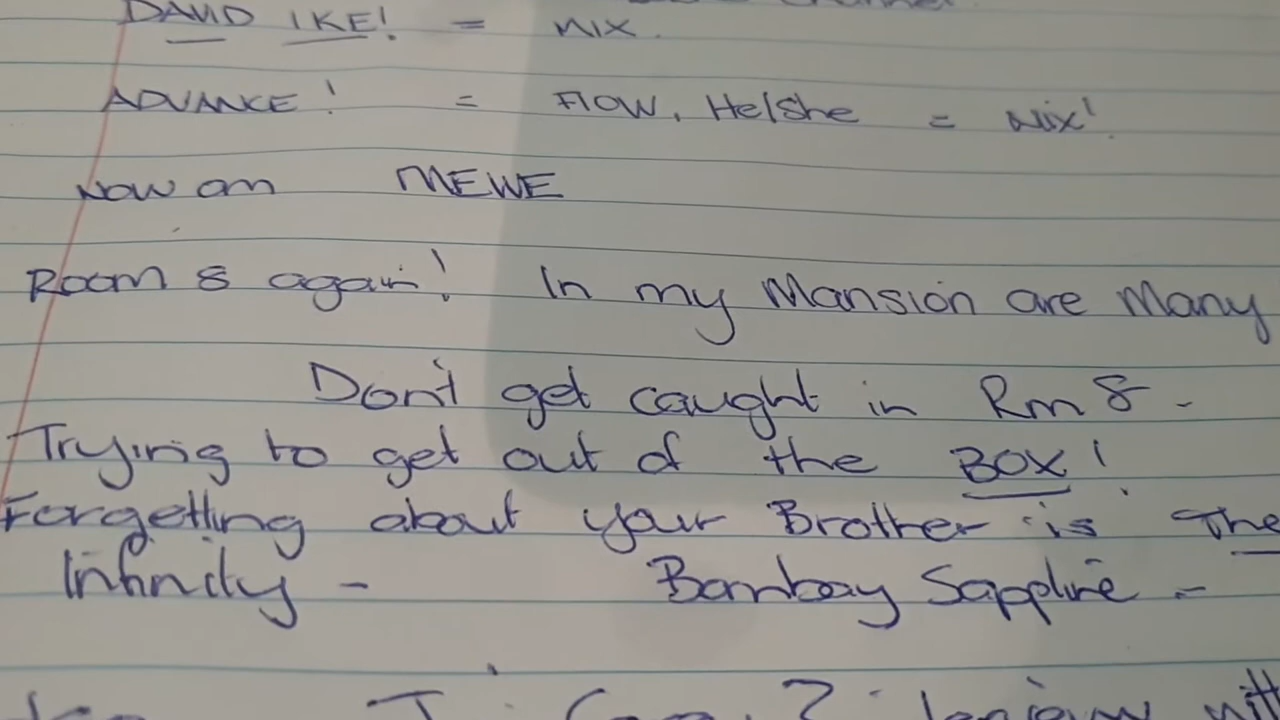 DAVID IKE! = NIX.
ADVANCE! = FLOW. He/She = Nix!
Now am MEWE
Room 8 again! In my Mansion are Many
Don't get caught in Rm 8 -
Trying to get out of the BOX!
Forgetting about your Brother is The
Infinity - Bombay Sapphire -